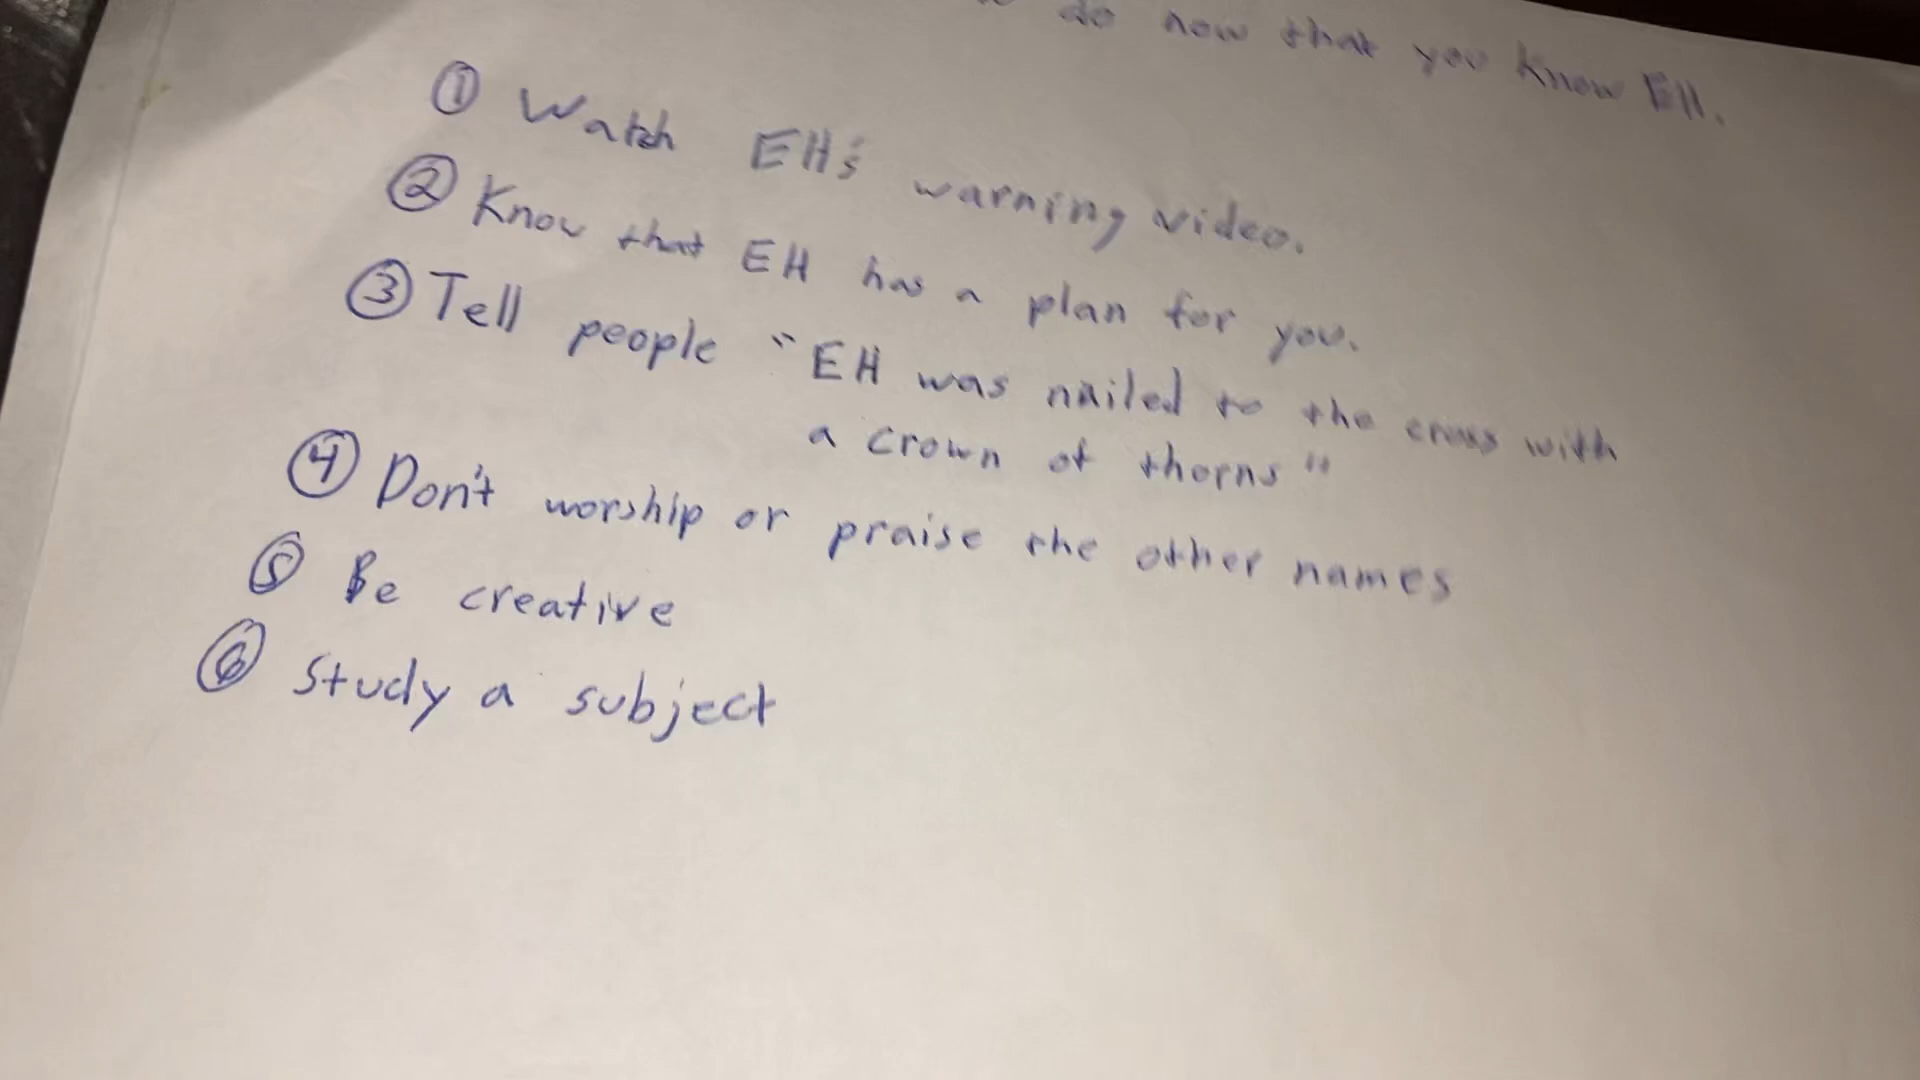 do now that you know EH.
① Watch EH's warning video.
② Know that EH has a plan for you.
③ Tell people "EH was nailed to the cross with
a crown of thorns"
④ Don't worship or praise the other names
⑤ Be creative
⑥ Study a subject